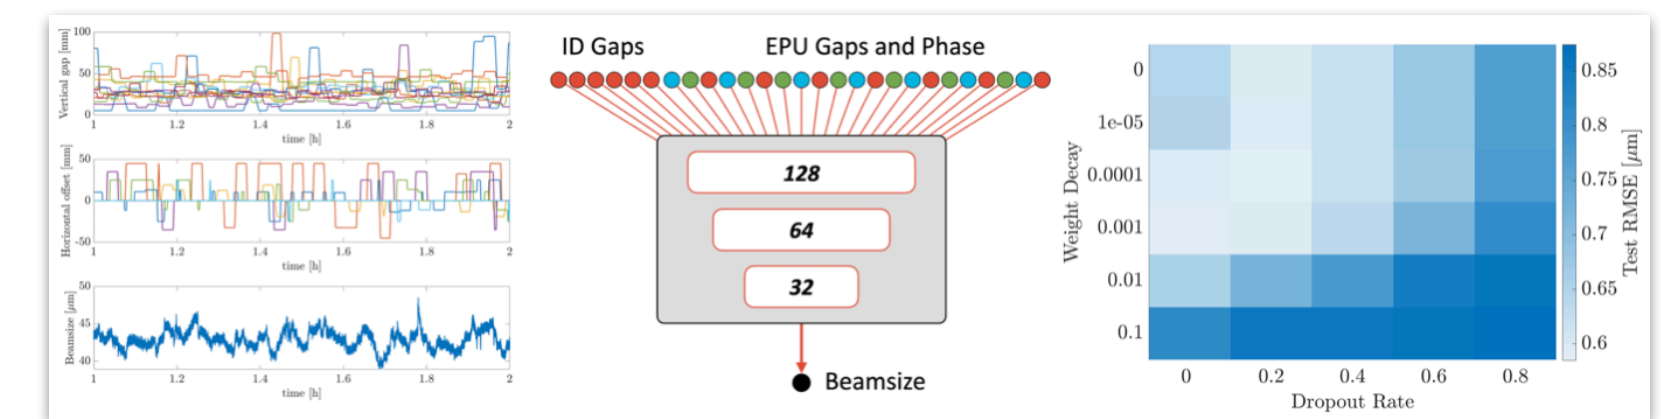 Vertical gap [mm]
100
50
0
1 1.2 1.4 1.6 1.8 2
time [h]
Horizontal offset [mm]
50
0
-50
1 1.2 1.4 1.6 1.8 2
time [h]
Beamsize [μm]
50
45
40
1 1.2 1.4 1.6 1.8 2
time [h]
ID Gaps
EPU Gaps and Phase
128
64
32
Beamsize
Weight Decay
0
1e-05
0.0001
0.001
0.01
0.1
0 0.2 0.4 0.6 0.8
Dropout Rate
0.85
0.8
0.75
0.7
0.65
0.6
Test RMSE [μm]